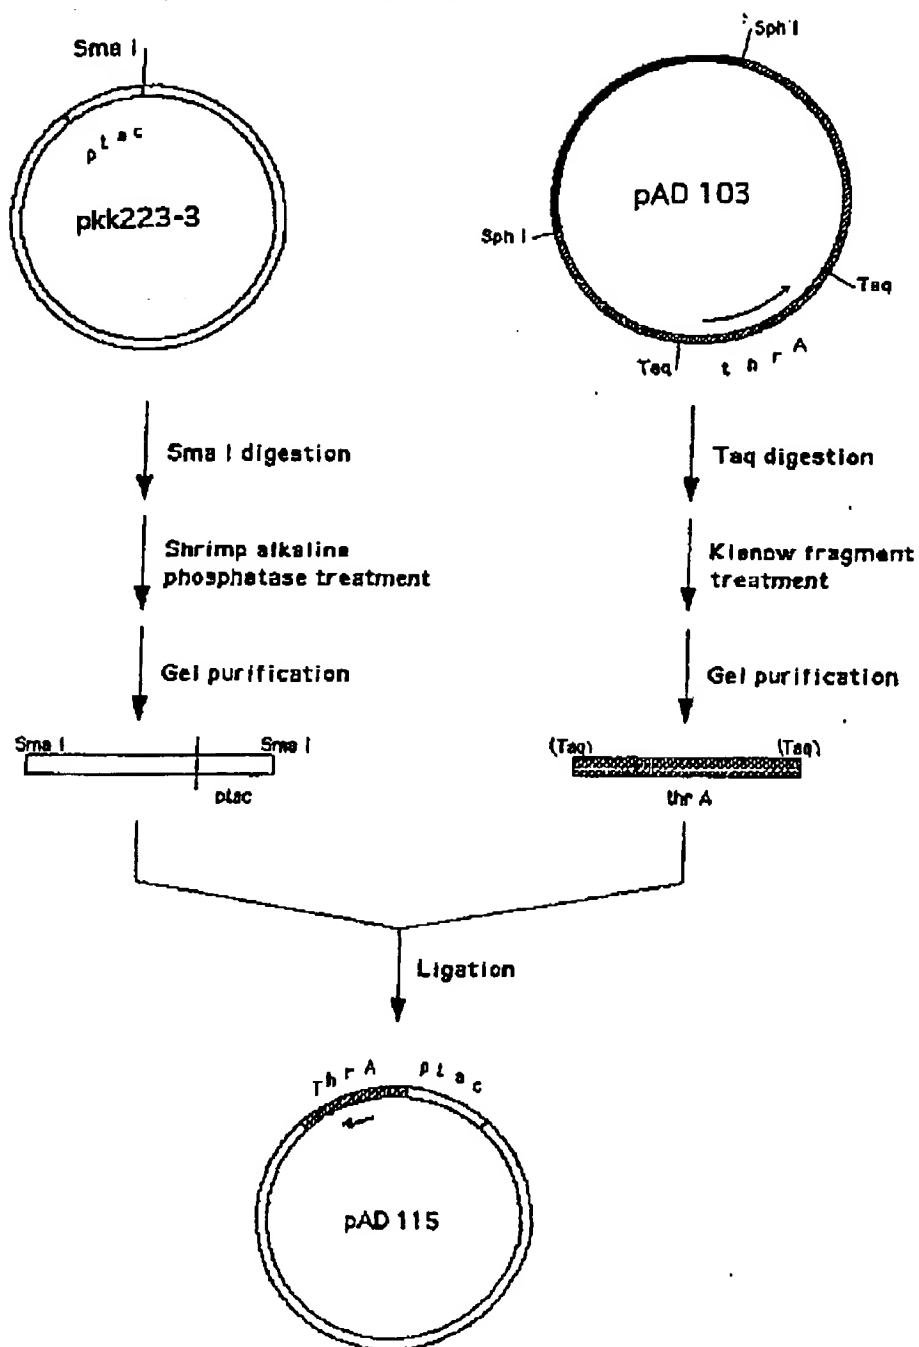 Sma I
Sph I
ptac
pkk223-3
pAD 103
Sph I
Taq
Taq
thrA
Sma I digestion
Taq digestion
Shrimp alkaline
phosphatase treatment
Klenow fragment
treatment
Gel purification
Gel purification
Sma I
Sma I
(Taq)
(Taq)
ptac
thr A
Ligation
ThrA
ptac
pAD 115